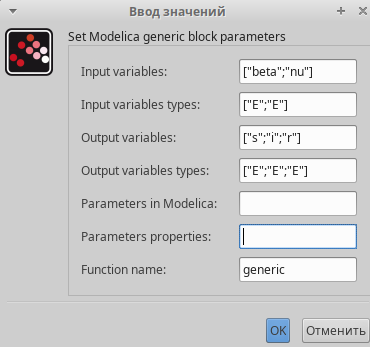 Ввод значений
Set Modelica generic block parameters
Input variables: ["beta";"nu"]
Input variables types: ["E";"E"]
Output variables: ["s";"i";"r"]
Output variables types: ["E";"E";"E"]
Parameters in Modelica:
Parameters properties:
Function name: generic
OK Отменить